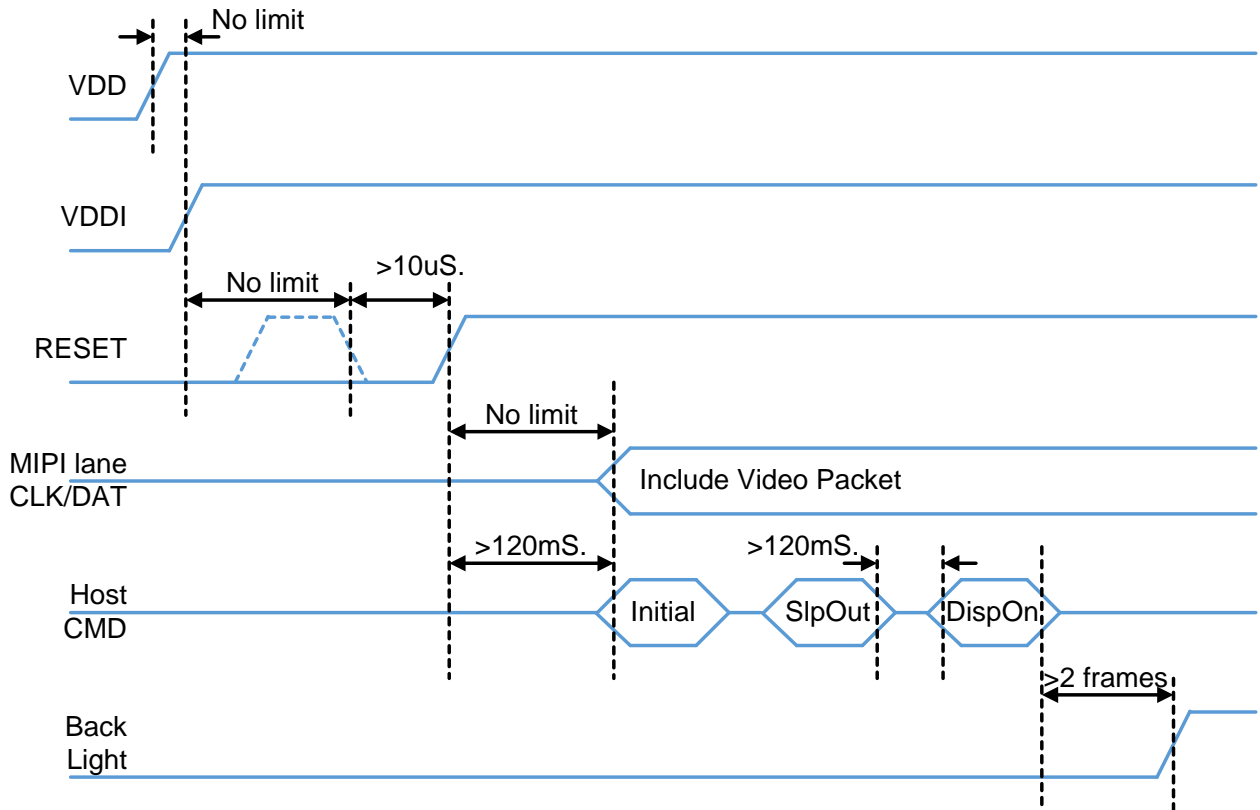 No limit
VDD
VDDI
No limit
>10uS.
RESET
No limit
MIPI lane
CLK/DAT
Include Video Packet
>120mS.
>120mS.
Host
CMD
Initial
SlpOut
DispOn
>2 frames
Back
Light